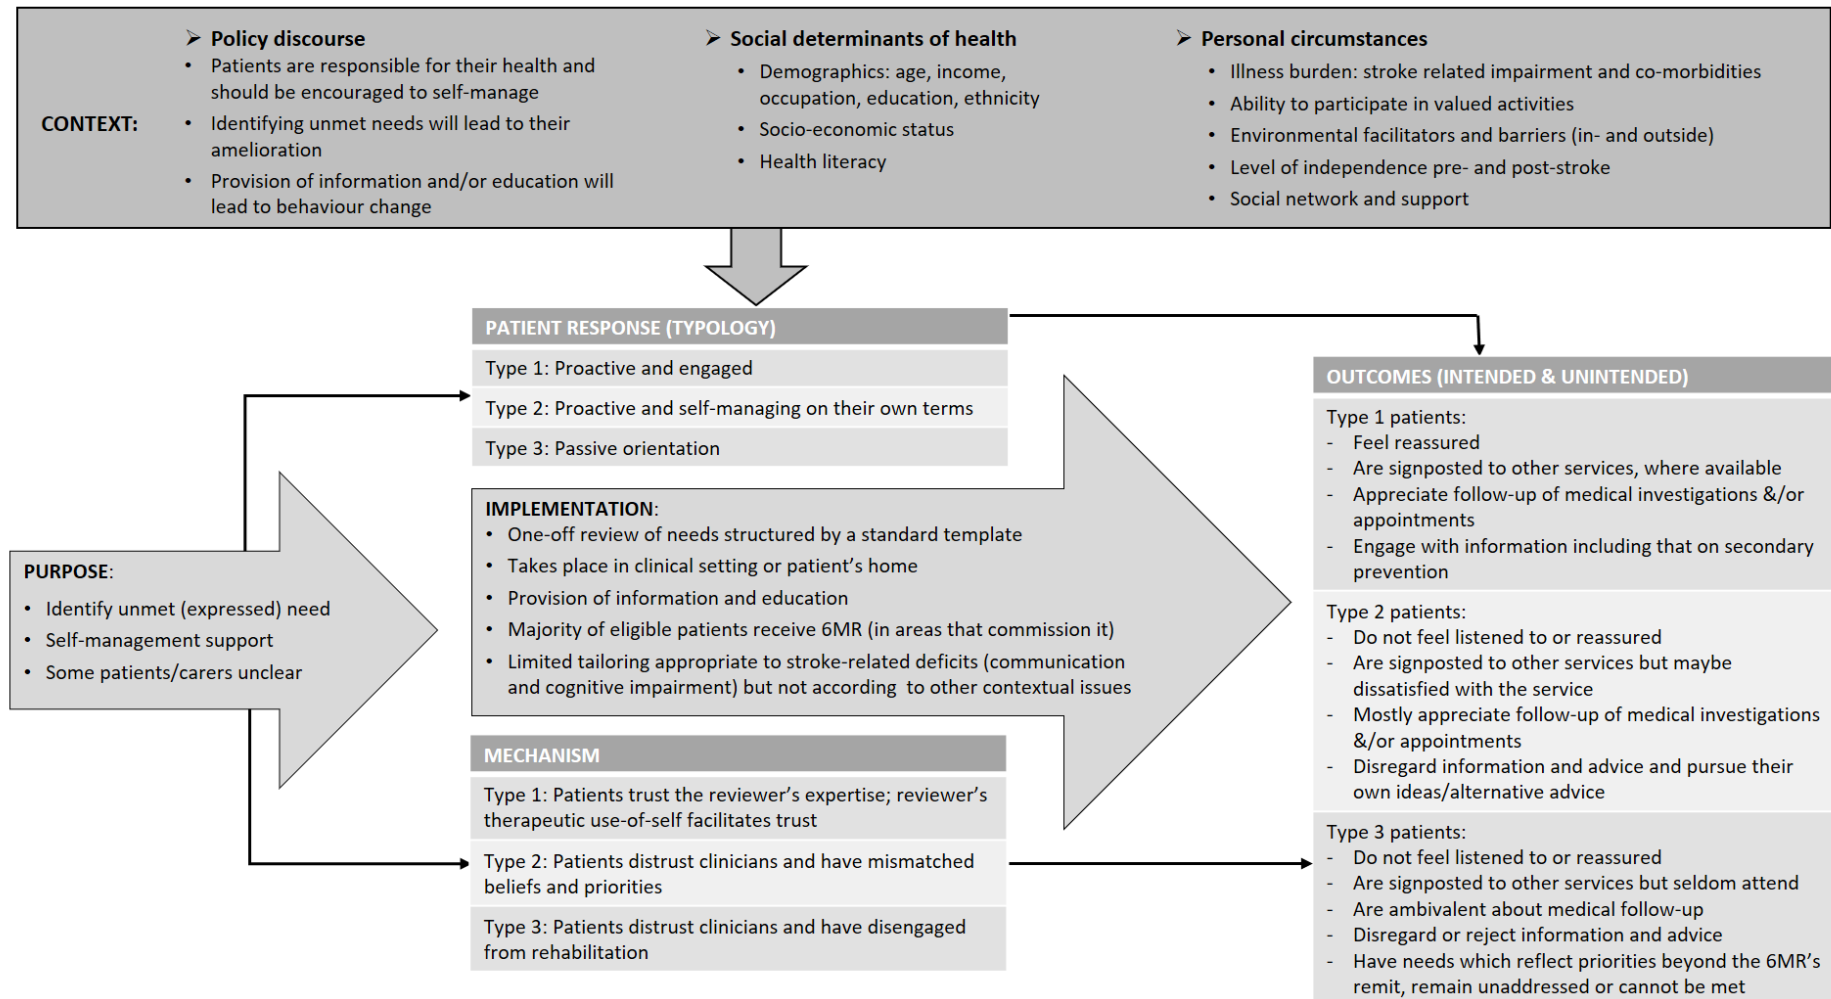 CONTEXT:
➢ Policy discourse
• Patients are responsible for their health and
should be encouraged to self-manage
• Identifying unmet needs will lead to their
amelioration
• Provision of information and/or education will
lead to behaviour change
➢ Social determinants of health
• Demographics: age, income,
occupation, education, ethnicity
• Socio-economic status
• Health literacy
➢ Personal circumstances
• Illness burden: stroke related impairment and co-morbidities
• Ability to participate in valued activities
• Environmental facilitators and barriers (in- and outside)
• Level of independence pre- and post-stroke
• Social network and support
PURPOSE:
• Identify unmet (expressed) need
• Self-management support
• Some patients/carers unclear
PATIENT RESPONSE (TYPOLOGY)
Type 1: Proactive and engaged
Type 2: Proactive and self-managing on their own terms
Type 3: Passive orientation
IMPLEMENTATION:
• One-off review of needs structured by a standard template
• Takes place in clinical setting or patient's home
• Provision of information and education
• Majority of eligible patients receive 6MR (in areas that commission it)
• Limited tailoring appropriate to stroke-related deficits (communication
and cognitive impairment) but not according to other contextual issues
MECHANISM
Type 1: Patients trust the reviewer's expertise; reviewer's
therapeutic use-of-self facilitates trust
Type 2: Patients distrust clinicians and have mismatched
beliefs and priorities
Type 3: Patients distrust clinicians and have disengaged
from rehabilitation
OUTCOMES (INTENDED & UNINTENDED)
Type 1 patients:
- Feel reassured
- Are signposted to other services, where available
- Appreciate follow-up of medical investigations &/or
appointments
- Engage with information including that on secondary
prevention
Type 2 patients:
- Do not feel listened to or reassured
- Are signposted to other services but maybe
dissatisfied with the service
- Mostly appreciate follow-up of medical investigations
&/or appointments
- Disregard information and advice and pursue their
own ideas/alternative advice
Type 3 patients:
- Do not feel listened to or reassured
- Are signposted to other services but seldom attend
- Are ambivalent about medical follow-up
- Disregard or reject information and advice
- Have needs which reflect priorities beyond the 6MR's
remit, remain unaddressed or cannot be met